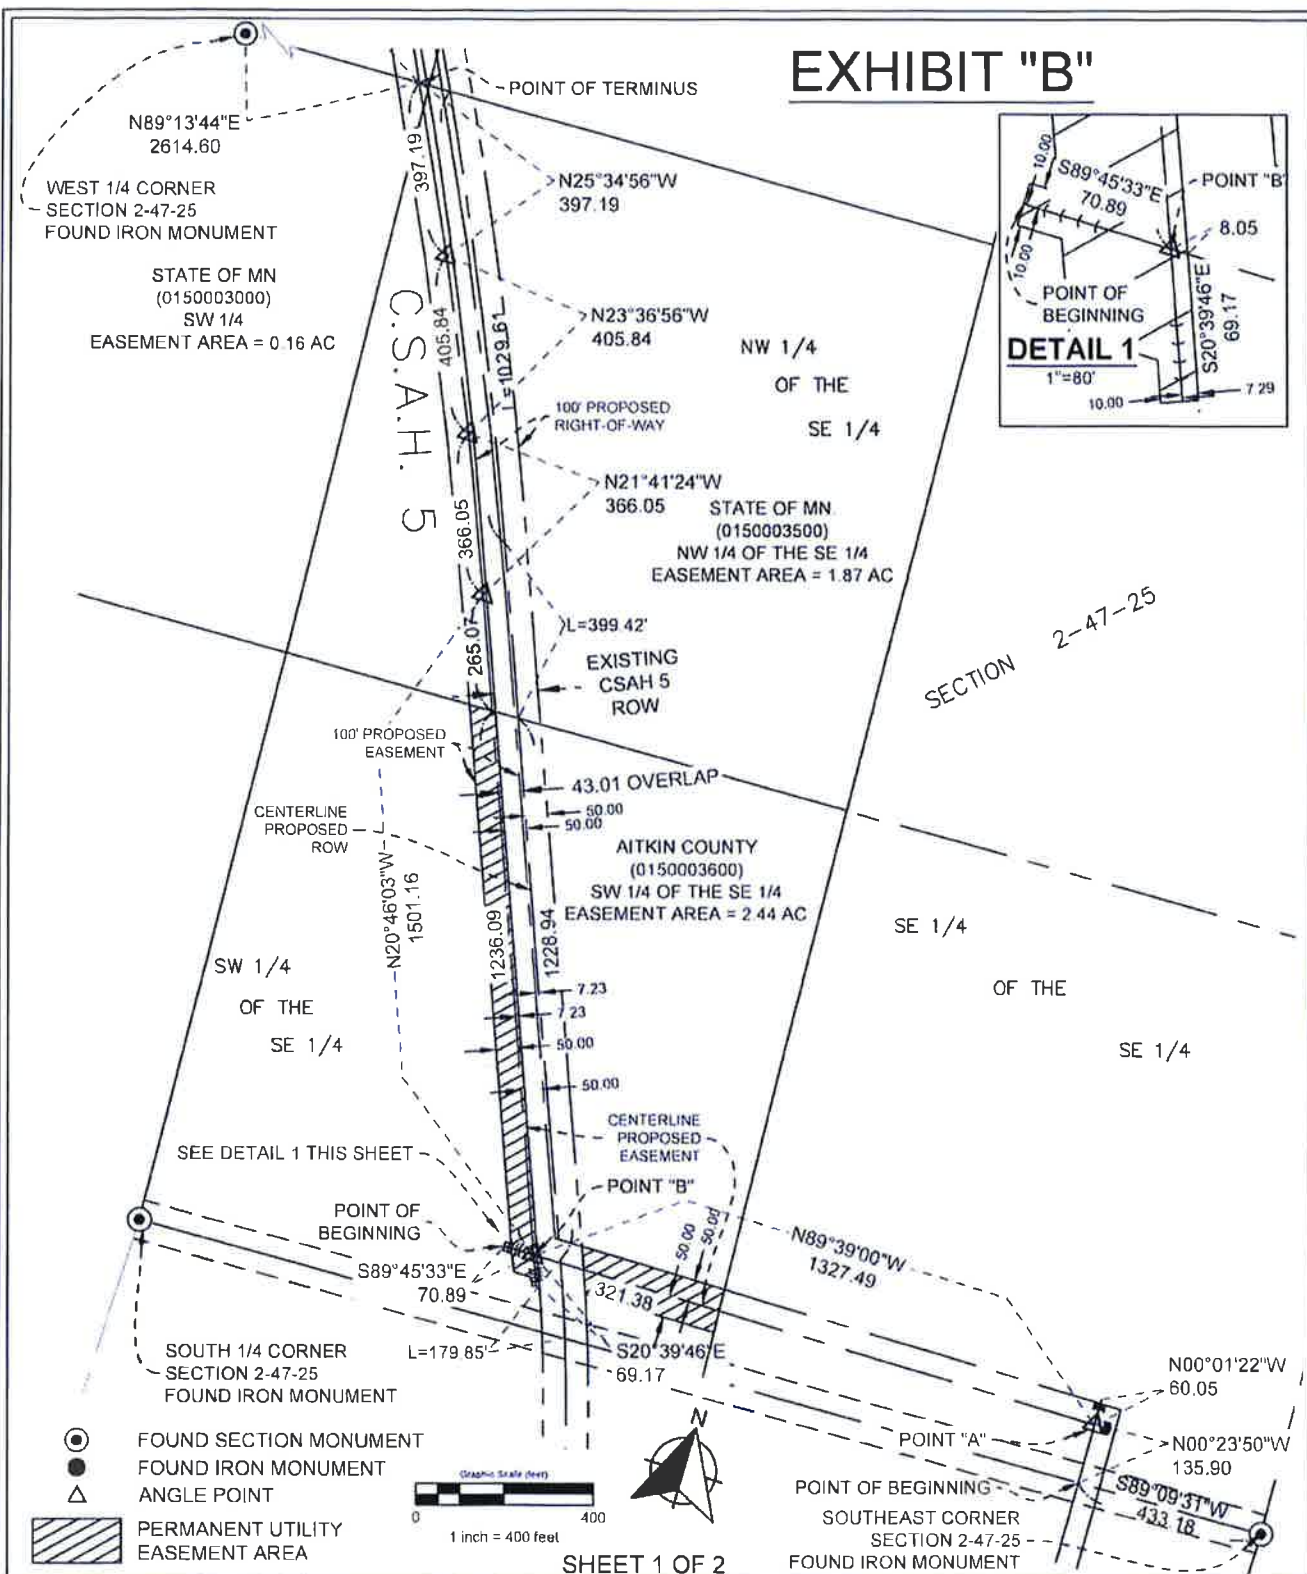 EXHIBIT "B"
POINT OF TERMINUS
N89°13'44"E
2614.60
WEST 1/4 CORNER
SECTION 2-47-25
FOUND IRON MONUMENT
STATE OF MN
(0150003000)
SW 1/4
EASEMENT AREA = 0.16 AC
397.19
N25°34'56"W
397.19
C.S.A.H. 5
405.84
N23°36'56"W
405.84
L=1029.61
100' PROPOSED
RIGHT-OF-WAY
NW 1/4
OF THE
SE 1/4
10.00
S89°45'33"E
70.89
POINT "B"
8.05
10.00
POINT OF
BEGINNING
S20°39'46"E
69.17
DETAIL 1
1"=80'
10.00
7.29
366.05
N21°41'24"W
366.05
STATE OF MN
(0150003500)
NW 1/4 OF THE SE 1/4
EASEMENT AREA = 1.87 AC
SECTION 2-47-25
265.07
L=399.42'
EXISTING
CSAH 5
ROW
100' PROPOSED
EASEMENT
43.01 OVERLAP
50.00
50.00
CENTERLINE
PROPOSED
ROW
AITKIN COUNTY
(0150003600)
SW 1/4 OF THE SE 1/4
EASEMENT AREA = 2.44 AC
N20°46'03"W
1501.16
1236.09
1228.94
SE 1/4
OF THE
SE 1/4
SW 1/4
OF THE
SE 1/4
7.23
7.23
50.00
50.00
CENTERLINE
PROPOSED
EASEMENT
SEE DETAIL 1 THIS SHEET
POINT "B"
POINT OF
BEGINNING
50.00
50.00
N89°39'00"W
1327.49
S89°45'33"E
70.89
321.38
L=179.85'
S20°39'46"E
69.17
SOUTH 1/4 CORNER
SECTION 2-47-25
FOUND IRON MONUMENT
N00°01'22"W
60.05
POINT "A"
N00°23'50"W
135.90
POINT OF BEGINNING
S89°09'31"W
433.18
SOUTHEAST CORNER
SECTION 2-47-25
FOUND IRON MONUMENT
FOUND SECTION MONUMENT
FOUND IRON MONUMENT
ANGLE POINT
PERMANENT UTILITY
EASEMENT AREA
Graphic Scale (feet)
0 400
1 inch = 400 feet
N
SHEET 1 OF 2